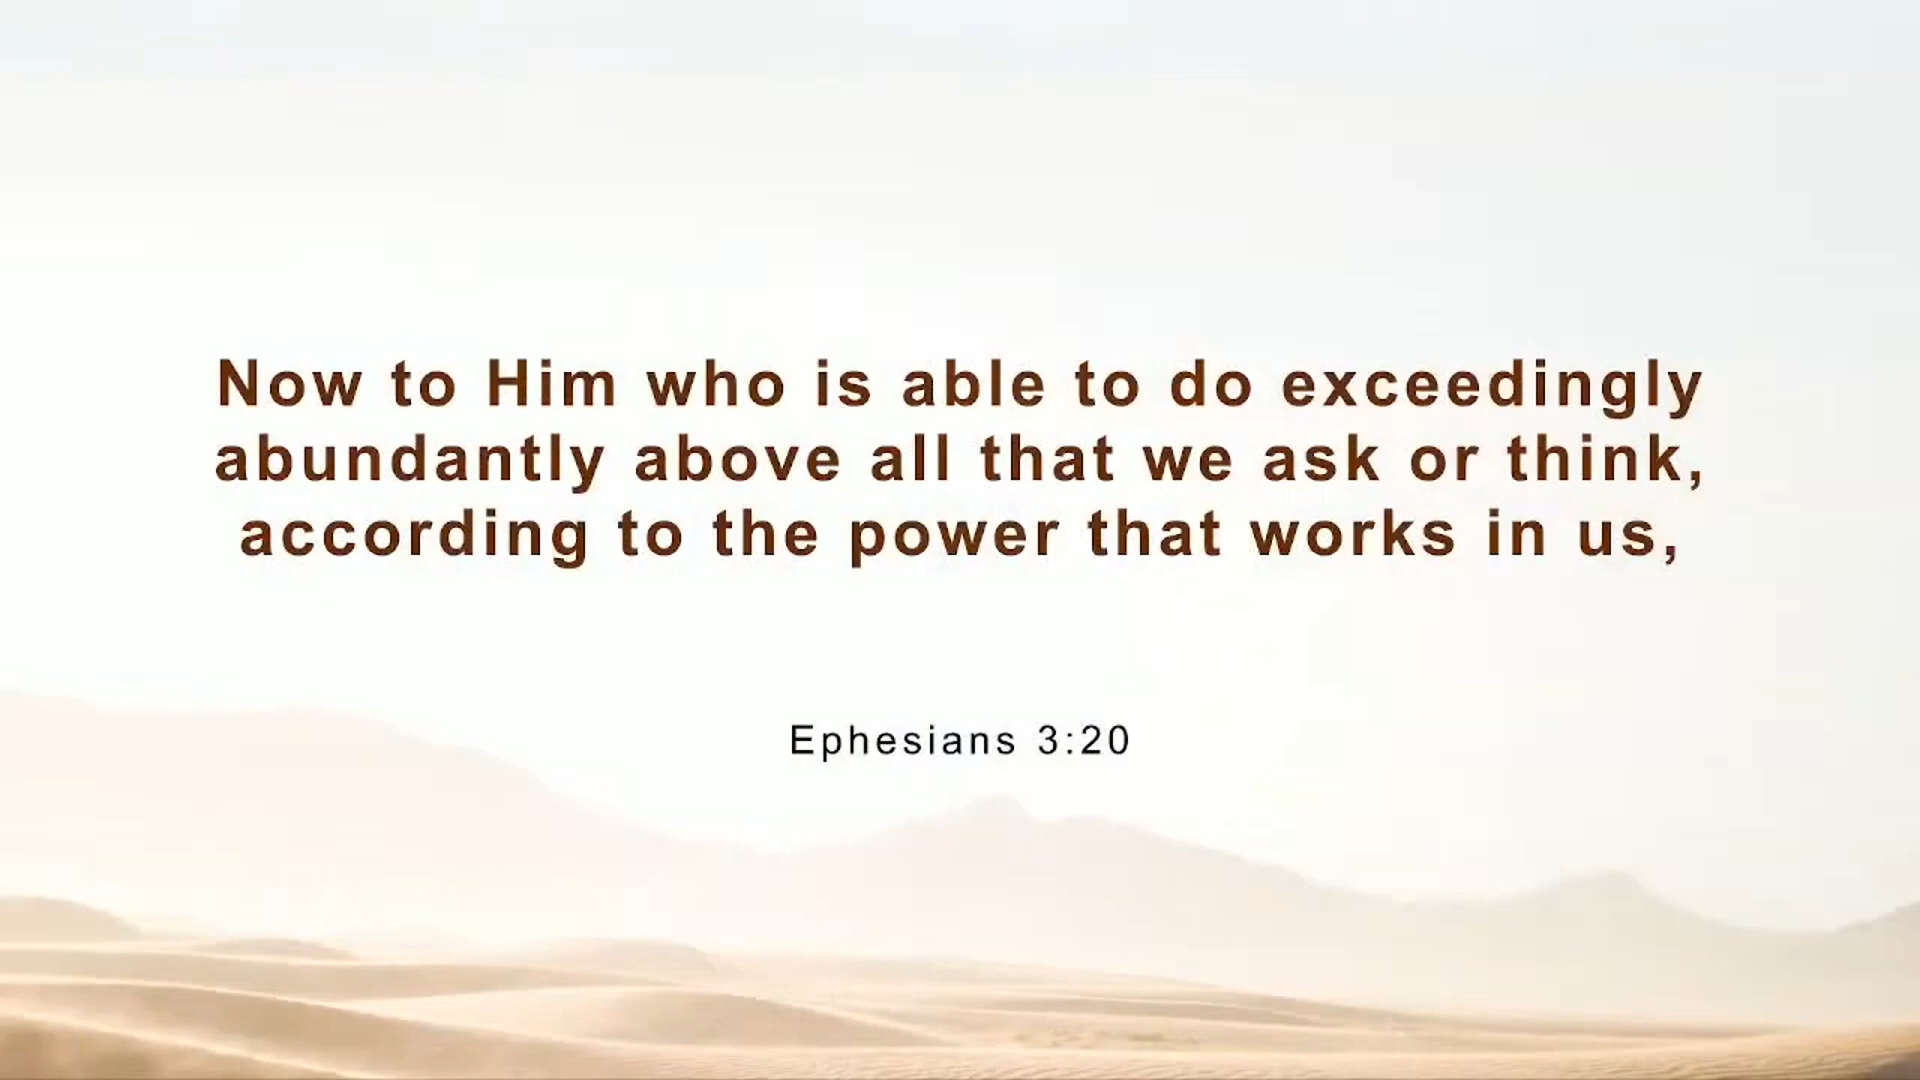 Now to Him who is able to do exceedingly
abundantly above all that we ask or think,
according to the power that works in us,
Ephesians 3:20